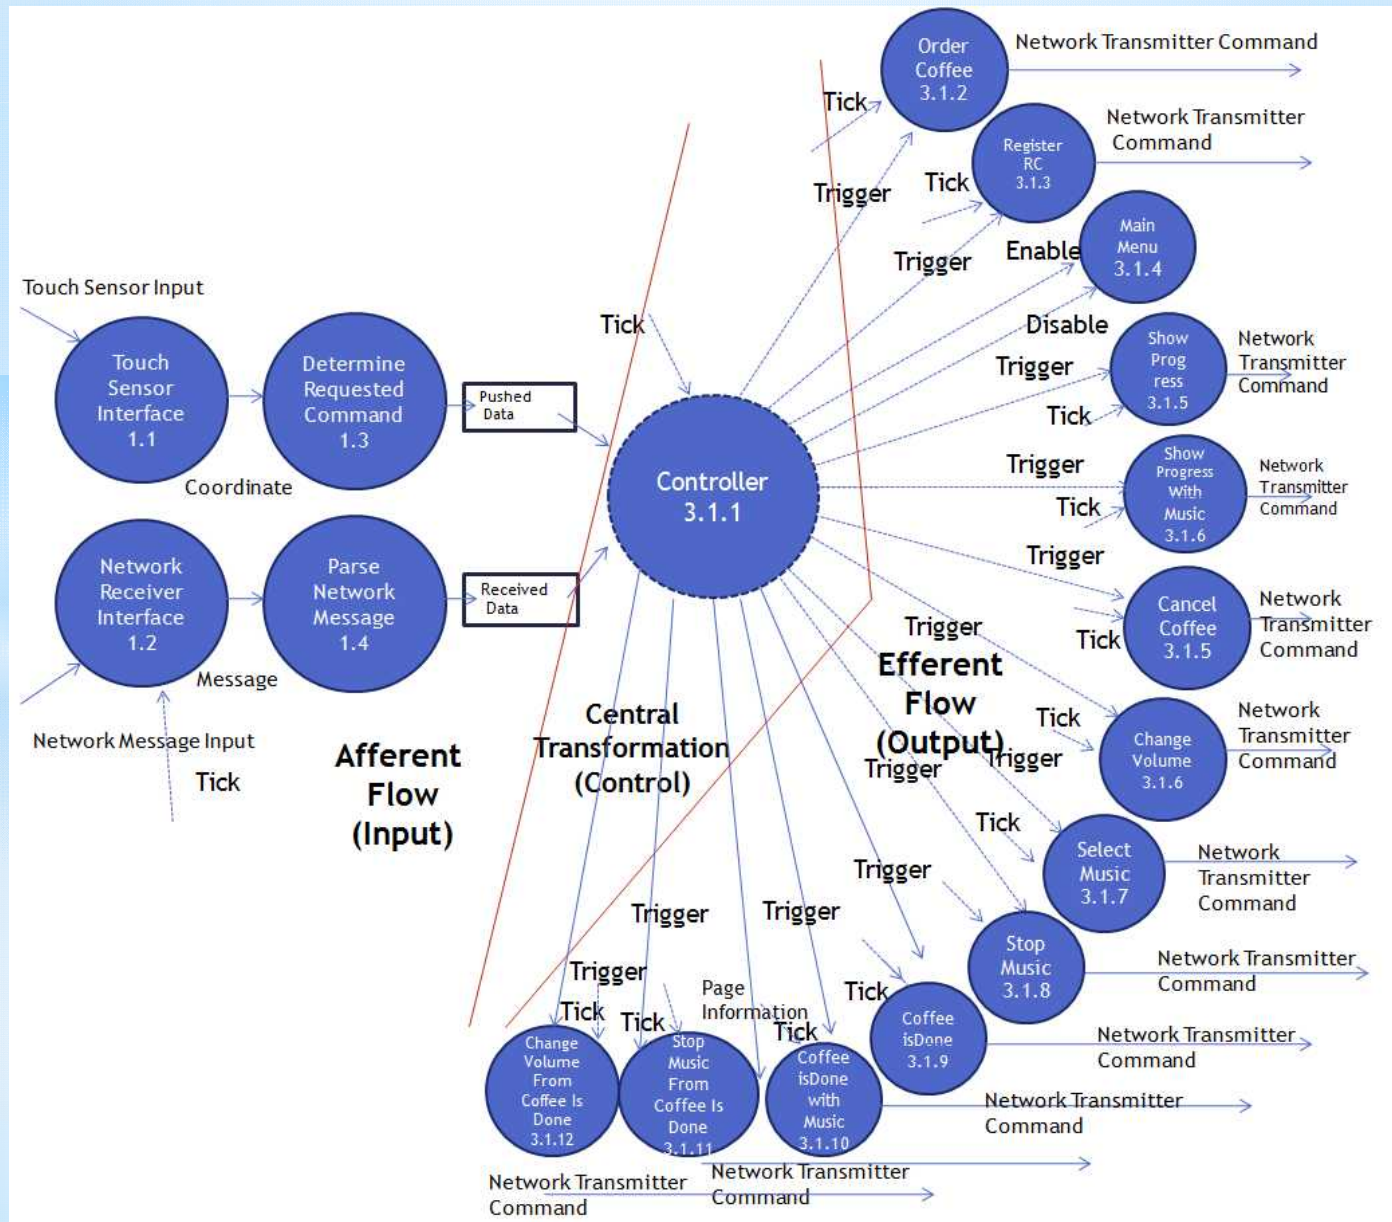 Order
Coffee
3.1.2
Network Transmitter Command
Tick
Register
RC
3.1.3
Network Transmitter
Command
Trigger
Tick
Main
Menu
3.1.4
Trigger
Enable
Disable
Touch Sensor Input
Touch
Sensor
Interface
1.1
Determine
Requested
Command
1.3
Coordinate
Pushed
Data
Tick
Controller
3.1.1
Show
Prog
ress
3.1.5
Network
Transmitter
Command
Trigger
Tick
Show
Progress
With
Music
3.1.6
Network
Transmitter
Command
Trigger
Tick
Network
Receiver
Interface
1.2
Parse
Network
Message
1.4
Message
Received
Data
Network Message Input
Tick
Trigger
Cancel
Coffee
3.1.5
Tick
Network
Transmitter
Command
Afferent
Flow
(Input)
Central
Transformation
(Control)
Trigger
Efferent
Flow
(Output)
Tick
Change
Volume
3.1.6
Network
Transmitter
Command
Trigger
Trigger
Tick
Select
Music
3.1.7
Network
Transmitter
Command
Trigger
Stop
Music
3.1.8
Network Transmitter
Command
Trigger
Trigger
Tick
Coffee
isDone
3.1.9
Network Transmitter
Command
Trigger
Page
Information
Tick
Tick
Tick
Change
Volume
From
Coffee Is
Done
3.1.12
Stop
Music
From
Coffee Is
Done
3.1.11
Coffee
isDone
with
Music
3.1.10
Network Transmitter
Command
Network Transmitter
Command
Network Transmitter
Command